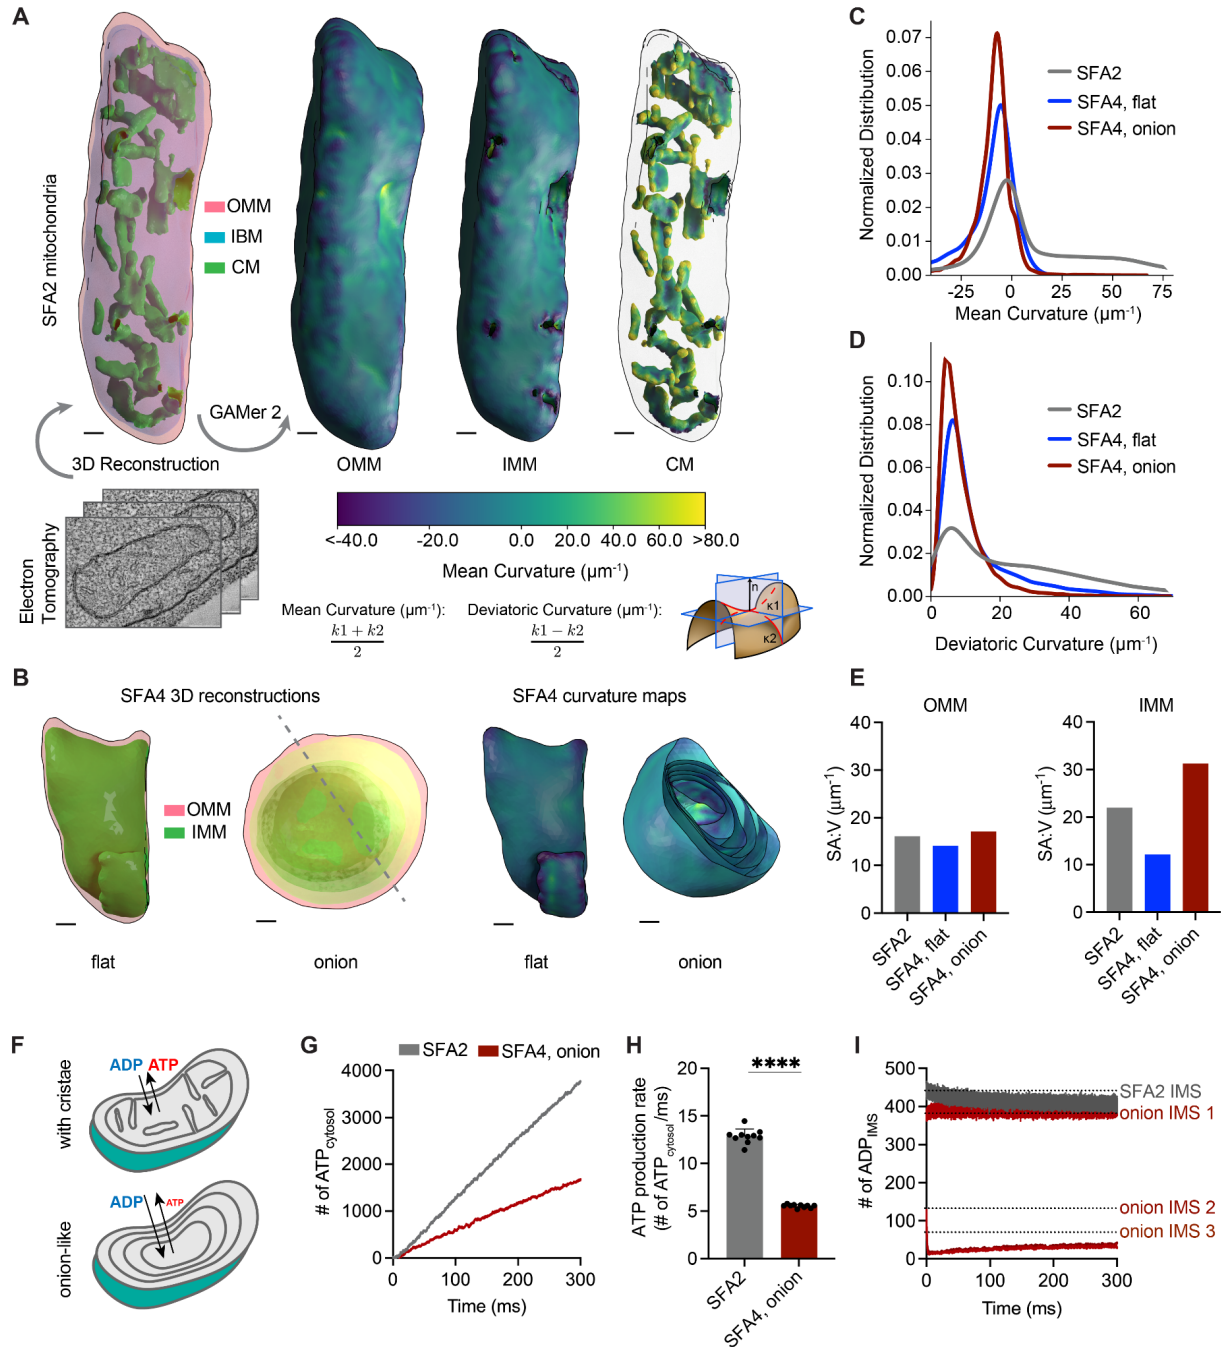 A
SFA2 mitochondria
OMM
IBM
CM
GAMer 2
3D Reconstruction
OMM
IMM
CM
Electron
Tomography
<-40.0
-20.0
0.0
20.0
40.0
60.0
>80.0
Mean Curvature (µm⁻¹)
Mean Curvature (µm⁻¹):
k1 + k2
2
Deviatoric Curvature (µm⁻¹):
k1 − k2
2
n
κ1
κ2
B
SFA4 3D reconstructions
SFA4 curvature maps
OMM
IMM
flat
onion
flat
onion
C
Normalized Distribution
0.07
0.06
0.05
0.04
0.03
0.02
0.01
0.00
-25
0
25
50
75
Mean Curvature (µm⁻¹)
SFA2
SFA4, flat
SFA4, onion
D
Normalized Distribution
0.10
0.08
0.06
0.04
0.02
0.00
0
20
40
60
Deviatoric Curvature (µm⁻¹)
SFA2
SFA4, flat
SFA4, onion
E
OMM
SA:V (µm⁻¹)
40
30
20
10
0
SFA2
SFA4, flat
SFA4, onion
IMM
SA:V (µm⁻¹)
40
30
20
10
0
SFA2
SFA4, flat
SFA4, onion
F
with cristae
ADP ATP
onion-like
ADP ATP
G
SFA2
SFA4, onion
# of ATPcytosol
4000
3000
2000
1000
0
0
100
200
300
Time (ms)
H
****
ATP production rate
(# of ATPcytosol /ms)
20
15
10
5
0
SFA2
SFA4, onion
I
# of ADPIMS
500
400
300
200
100
0
0
100
200
300
Time (ms)
SFA2 IMS
onion IMS 1
onion IMS 2
onion IMS 3